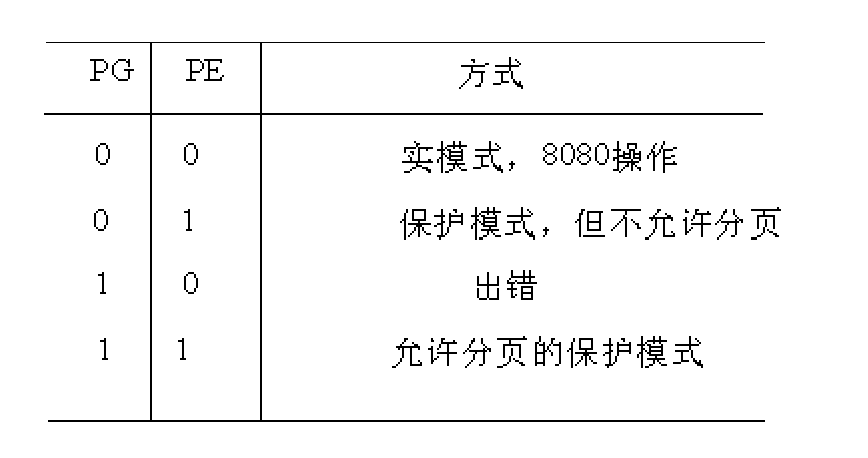 PG PE 方式
0 0 实模式，8080操作
0 1 保护模式，但不允许分页
1 0 出错
1 1 允许分页的保护模式